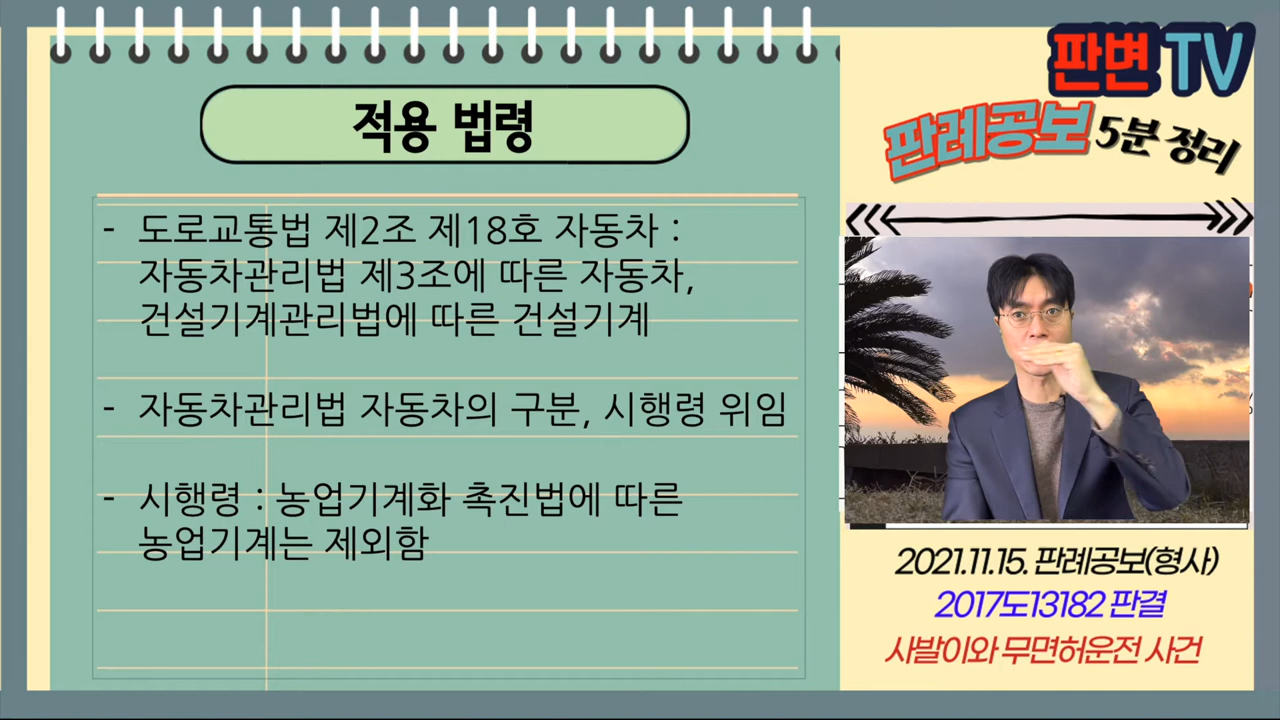 판변 TV
판례공보 5분 정리
적용 법령
- 도로교통법 제2조 제18호 자동차 :
자동차관리법 제3조에 따른 자동차,
건설기계관리법에 따른 건설기계
- 자동차관리법 자동차의 구분, 시행령 위임
- 시행령 : 농업기계화 촉진법에 따른
농업기계는 제외함
2021.11.15. 판례공보(형사)
2017도13182 판결
사발이와 무면허운전 사건